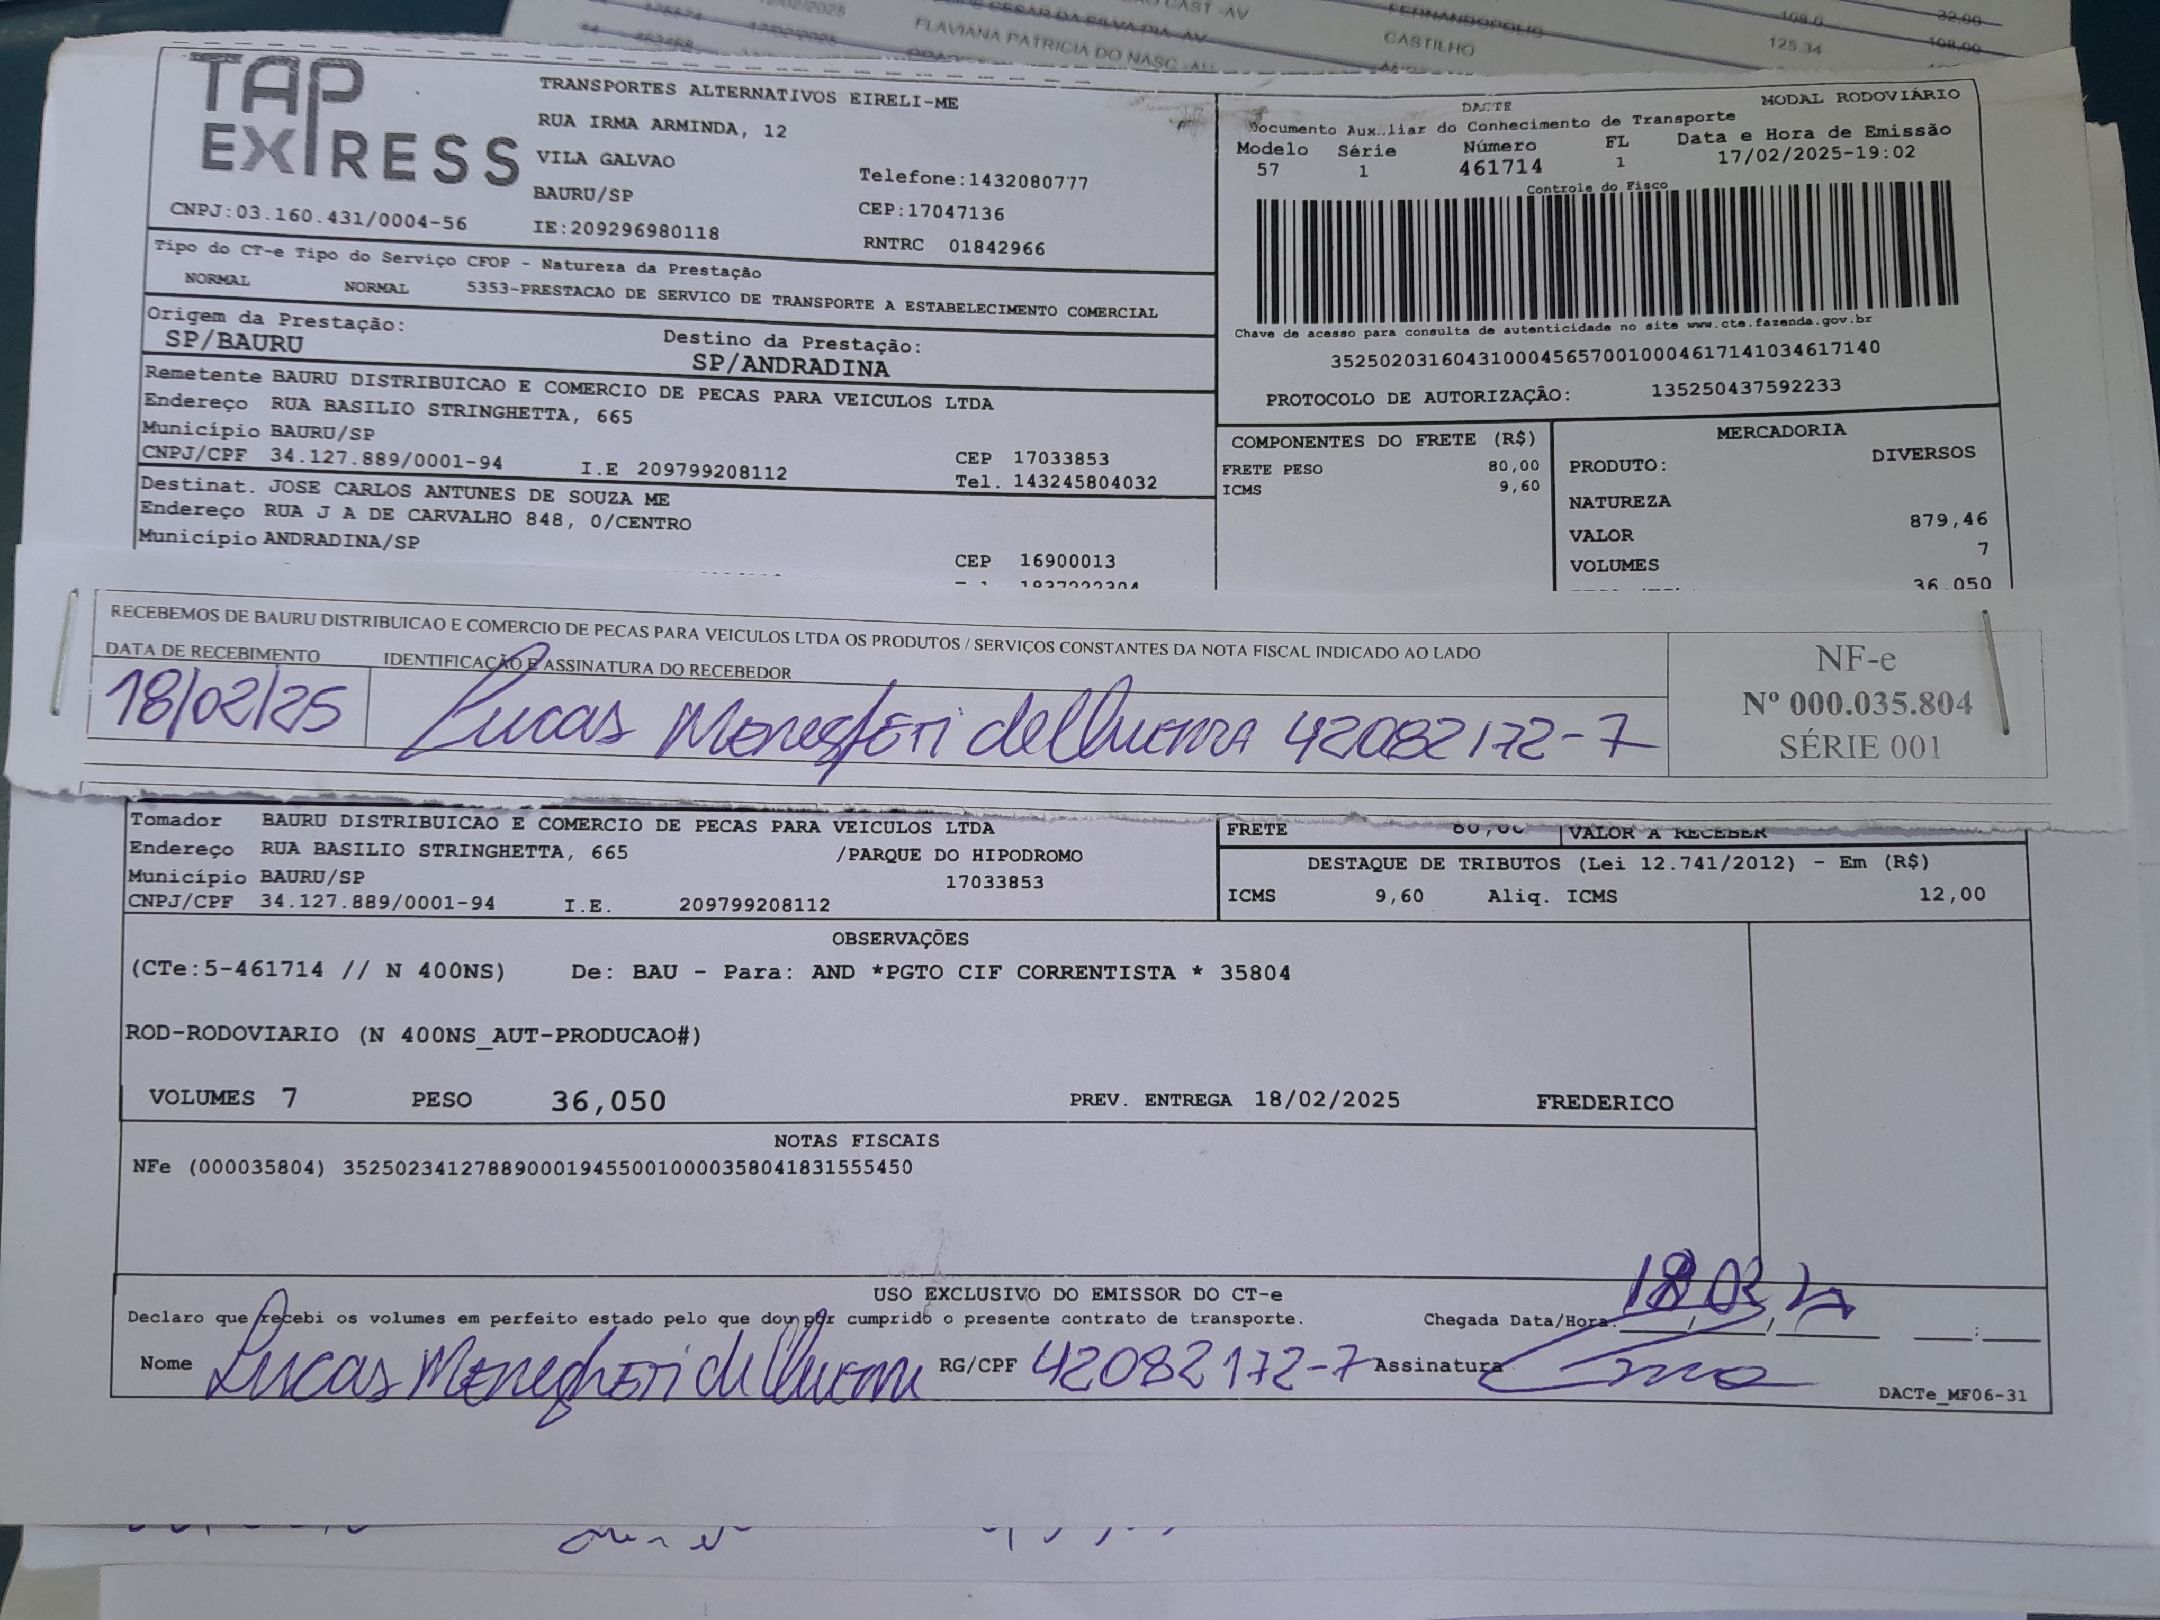 FLAVIANA PATRICIA DO NASC -AV CASTILHO 125.34
TAP EXPRESS
TRANSPORTES ALTERNATIVOS EIRELI-ME
RUA IRMA ARMINDA, 12
VILA GALVAO
Telefone:1432080777
BAURU/SP
CEP:17047136
CNPJ:03.160.431/0004-56
IE:209296980118
RNTRC 01842966
DACTE
MODAL RODOVIÁRIO
Documento Auxiliar do Conhecimento de Transporte
Modelo Série Número FL Data e Hora de Emissão
57 1 461714 1 17/02/2025-19:02
Controle do Fisco
Chave de acesso para consulta de autenticidade no site www.cte.fazenda.gov.br
35250203160431000456570010004617141034617140
PROTOCOLO DE AUTORIZAÇÂO: 135250437592233
Tipo do CT-e Tipo do Serviço CFOP - Natureza da Prestação
NORMAL NORMAL 5353-PRESTACAO DE SERVICO DE TRANSPORTE A ESTABELECIMENTO COMERCIAL
Origem da Prestação: Destino da Prestação:
SP/BAURU SP/ANDRADINA
Remetente BAURU DISTRIBUICAO E COMERCIO DE PECAS PARA VEICULOS LTDA
Endereço RUA BASILIO STRINGHETTA, 665
Município BAURU/SP
CEP 17033853
CNPJ/CPF 34.127.889/0001-94 I.E 209799208112
Tel. 143245804032
Destinat. JOSE CARLOS ANTUNES DE SOUZA ME
Endereço RUA J A DE CARVALHO 848, 0/CENTRO
Município ANDRADINA/SP
CEP 16900013
COMPONENTES DO FRETE (R$)
FRETE PESO 80,00
ICMS 9,60
MERCADORIA
PRODUTO: DIVERSOS
NATUREZA
VALOR 879,46
VOLUMES 7
36,050
RECEBEMOS DE BAURU DISTRIBUICAO E COMERCIO DE PECAS PARA VEICULOS LTDA OS PRODUTOS / SERVIÇOS CONSTANTES DA NOTA FISCAL INDICADO AO LADO
DATA DE RECEBIMENTO IDENTIFICAÇÃO E ASSINATURA DO RECEBEDOR
18/02/25 Lucas 42082172-7
NF-e
Nº 000.035.804
SÉRIE 001
Tomador BAURU DISTRIBUICAO E COMERCIO DE PECAS PARA VEICULOS LTDA
Endereço RUA BASILIO STRINGHETTA, 665 /PARQUE DO HIPODROMO
Município BAURU/SP 17033853
CNPJ/CPF 34.127.889/0001-94 I.E. 209799208112
FRETE 80,00 VALOR A RECEBER
DESTAQUE DE TRIBUTOS (Lei 12.741/2012) - Em (R$)
ICMS 9,60 Aliq. ICMS 12,00
OBSERVAÇÕES
(CTe:5-461714 // N 400NS) De: BAU - Para: AND *PGTO CIF CORRENTISTA * 35804
ROD-RODOVIARIO (N 400NS_AUT-PRODUCAO#)
VOLUMES 7 PESO 36,050 PREV. ENTREGA 18/02/2025 FREDERICO
NOTAS FISCAIS
NFe (000035804) 35250234127889000194550010000358041831555450
USO EXCLUSIVO DO EMISSOR DO CT-e
Declaro que recebi os volumes em perfeito estado pelo que dou por cumprido o presente contrato de transporte.
Chegada Data/Hora:
Nome Lucas RG/CPF 42082172-7 Assinatura
DACTe_MF06-31